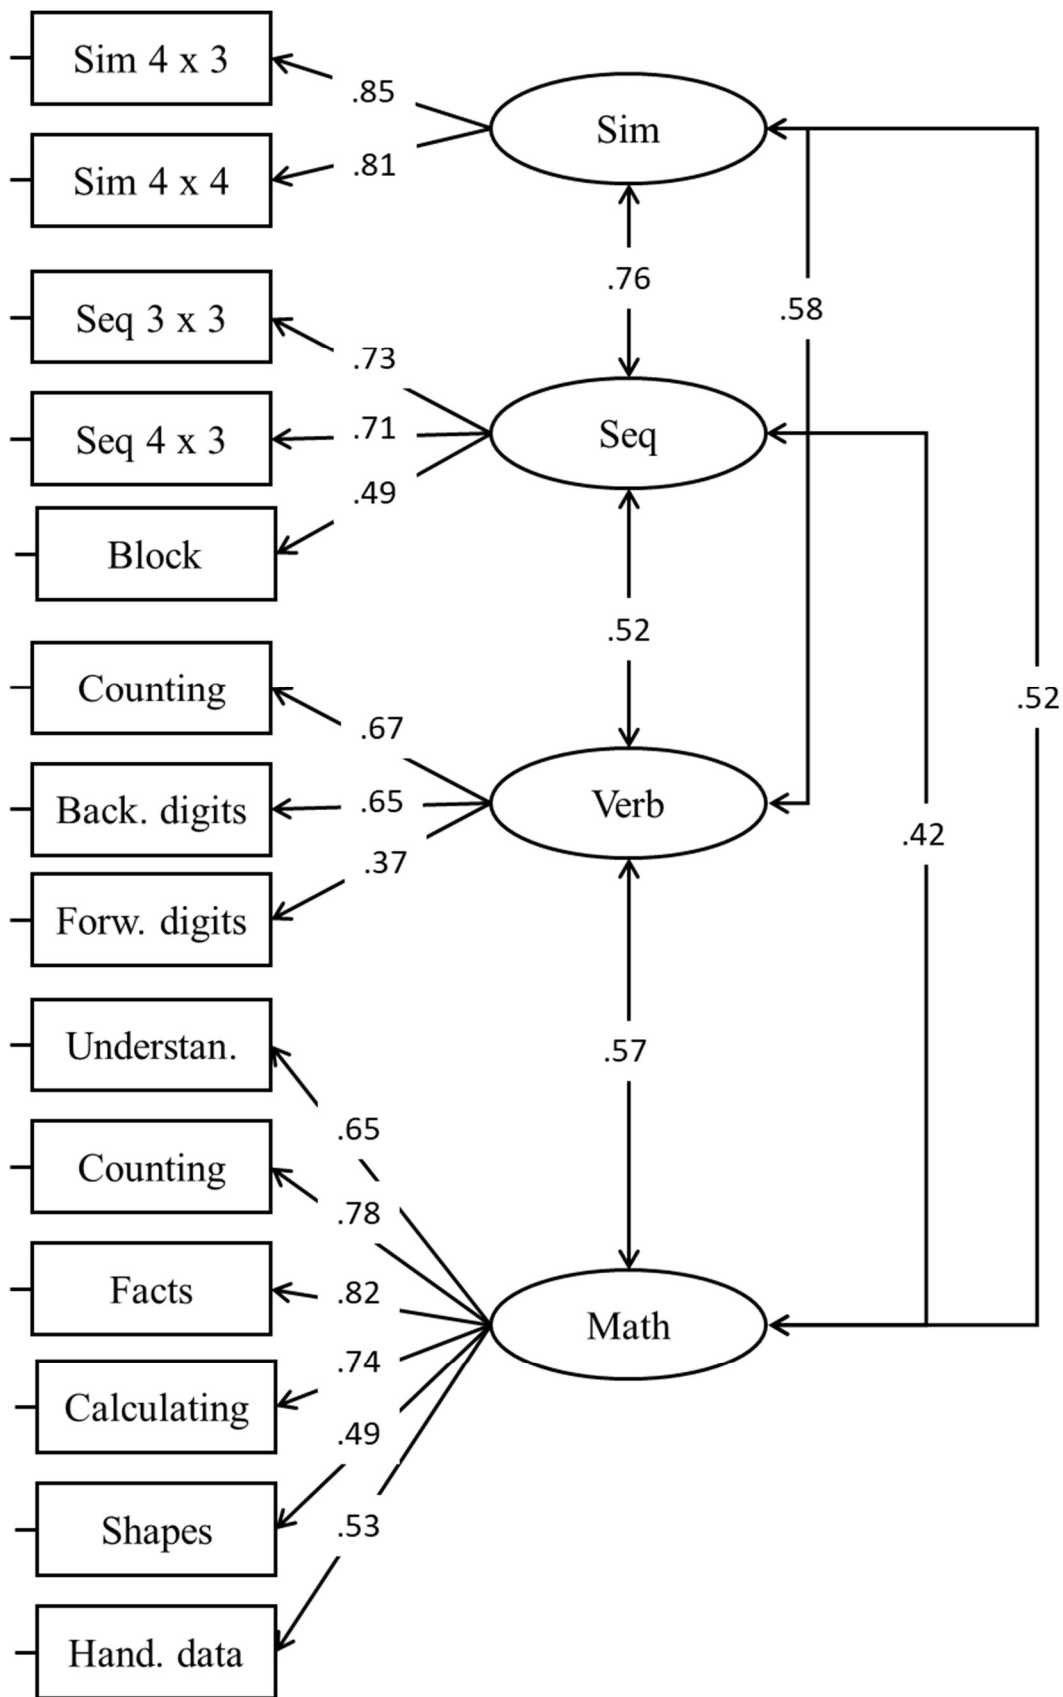 Sim 4 x 3
.85
Sim
Sim 4 x 4
.81
.76
.58
Seq 3 x 3
.73
Seq 4 x 3
.71
Seq
.49
Block
.52
Counting
.67
.52
Back. digits
.65
Verb
.42
.37
Forw. digits
Understan.
.57
.65
Counting
.78
Facts
.82
Math
.74
Calculating
.49
Shapes
.53
Hand. data